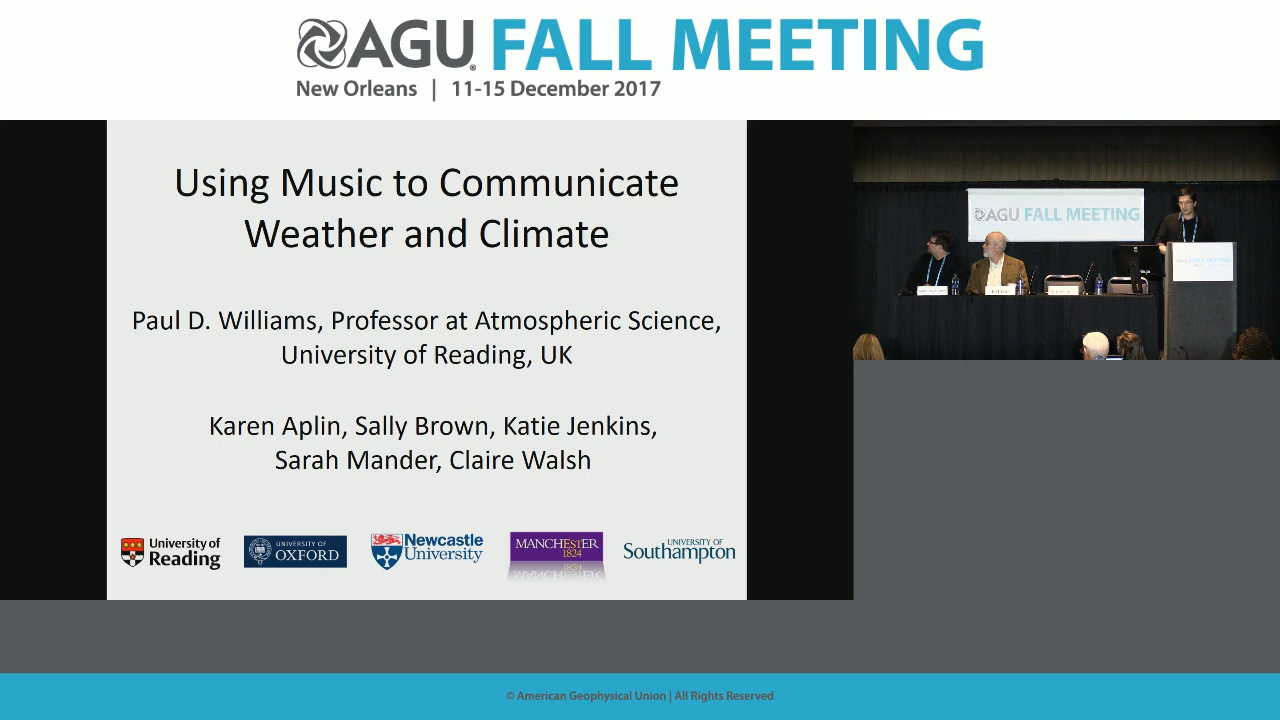 AGU FALL MEETING
New Orleans | 11-15 December 2017
Using Music to Communicate
Weather and Climate
Paul D. Williams, Professor at Atmospheric Science,
University of Reading, UK
Karen Aplin, Sally Brown, Katie Jenkins,
Sarah Mander, Claire Walsh
University of
Reading
UNIVERSITY OF
OXFORD
Newcastle
University
MANCHESTER
1824
UNIVERSITY OF
Southampton
AGU FALL MEETING
AGU FALL MEETING
© American Geophysical Union | All Rights Reserved